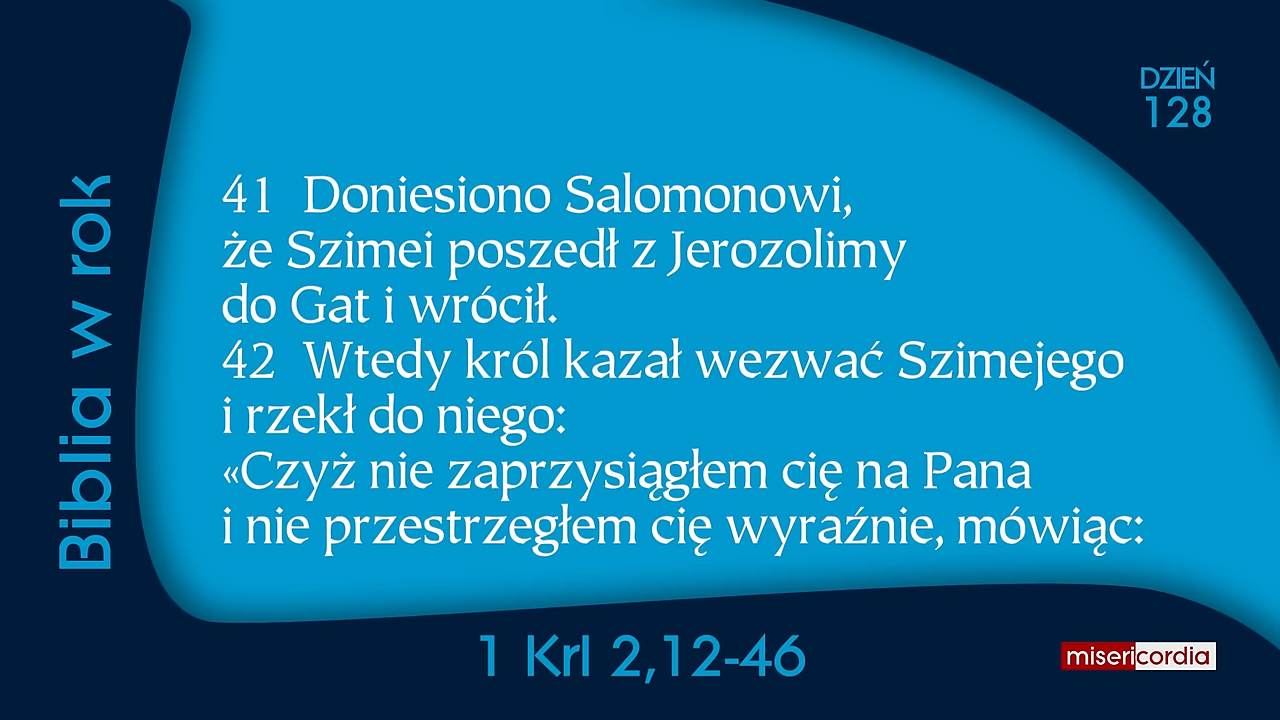 DZIEŃ
128
Biblia w rok
41 Doniesiono Salomonowi,
że Szimei poszedł z Jerozolimy
do Gat i wrócił.
42 Wtedy król kazał wezwać Szimejego
i rzekł do niego:
«Czyż nie zaprzysiągłem cię na Pana
i nie przestrzegłem cię wyraźnie, mówiąc:
1 Krl 2,12-46
misericordia